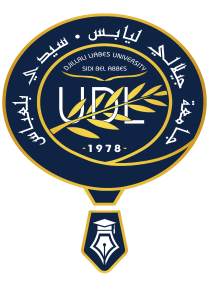 جامعة جيلالي ليابس . سيدي بلعباس
DJILLALI LIABES UNIVERSITY
SIDI BEL ABBES
UDL
-1978-